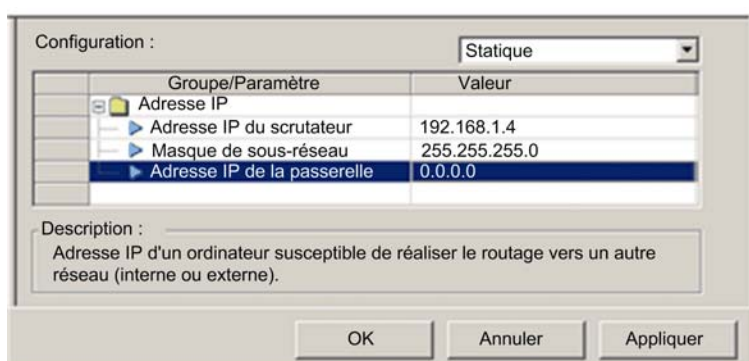 Configuration : Statique
Groupe/Paramètre Valeur
Adresse IP
Adresse IP du scrutateur 192.168.1.4
Masque de sous-réseau 255.255.255.0
Adresse IP de la passerelle 0.0.0.0
Description :
Adresse IP d'un ordinateur susceptible de réaliser le routage vers un autre
réseau (interne ou externe).
OK Annuler Appliquer